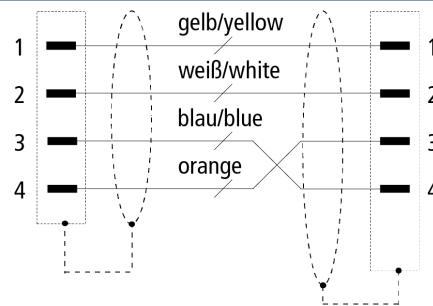 gelb/yellow
1 1
weiß/white
2 2
blau/blue
3 3
orange
4 4